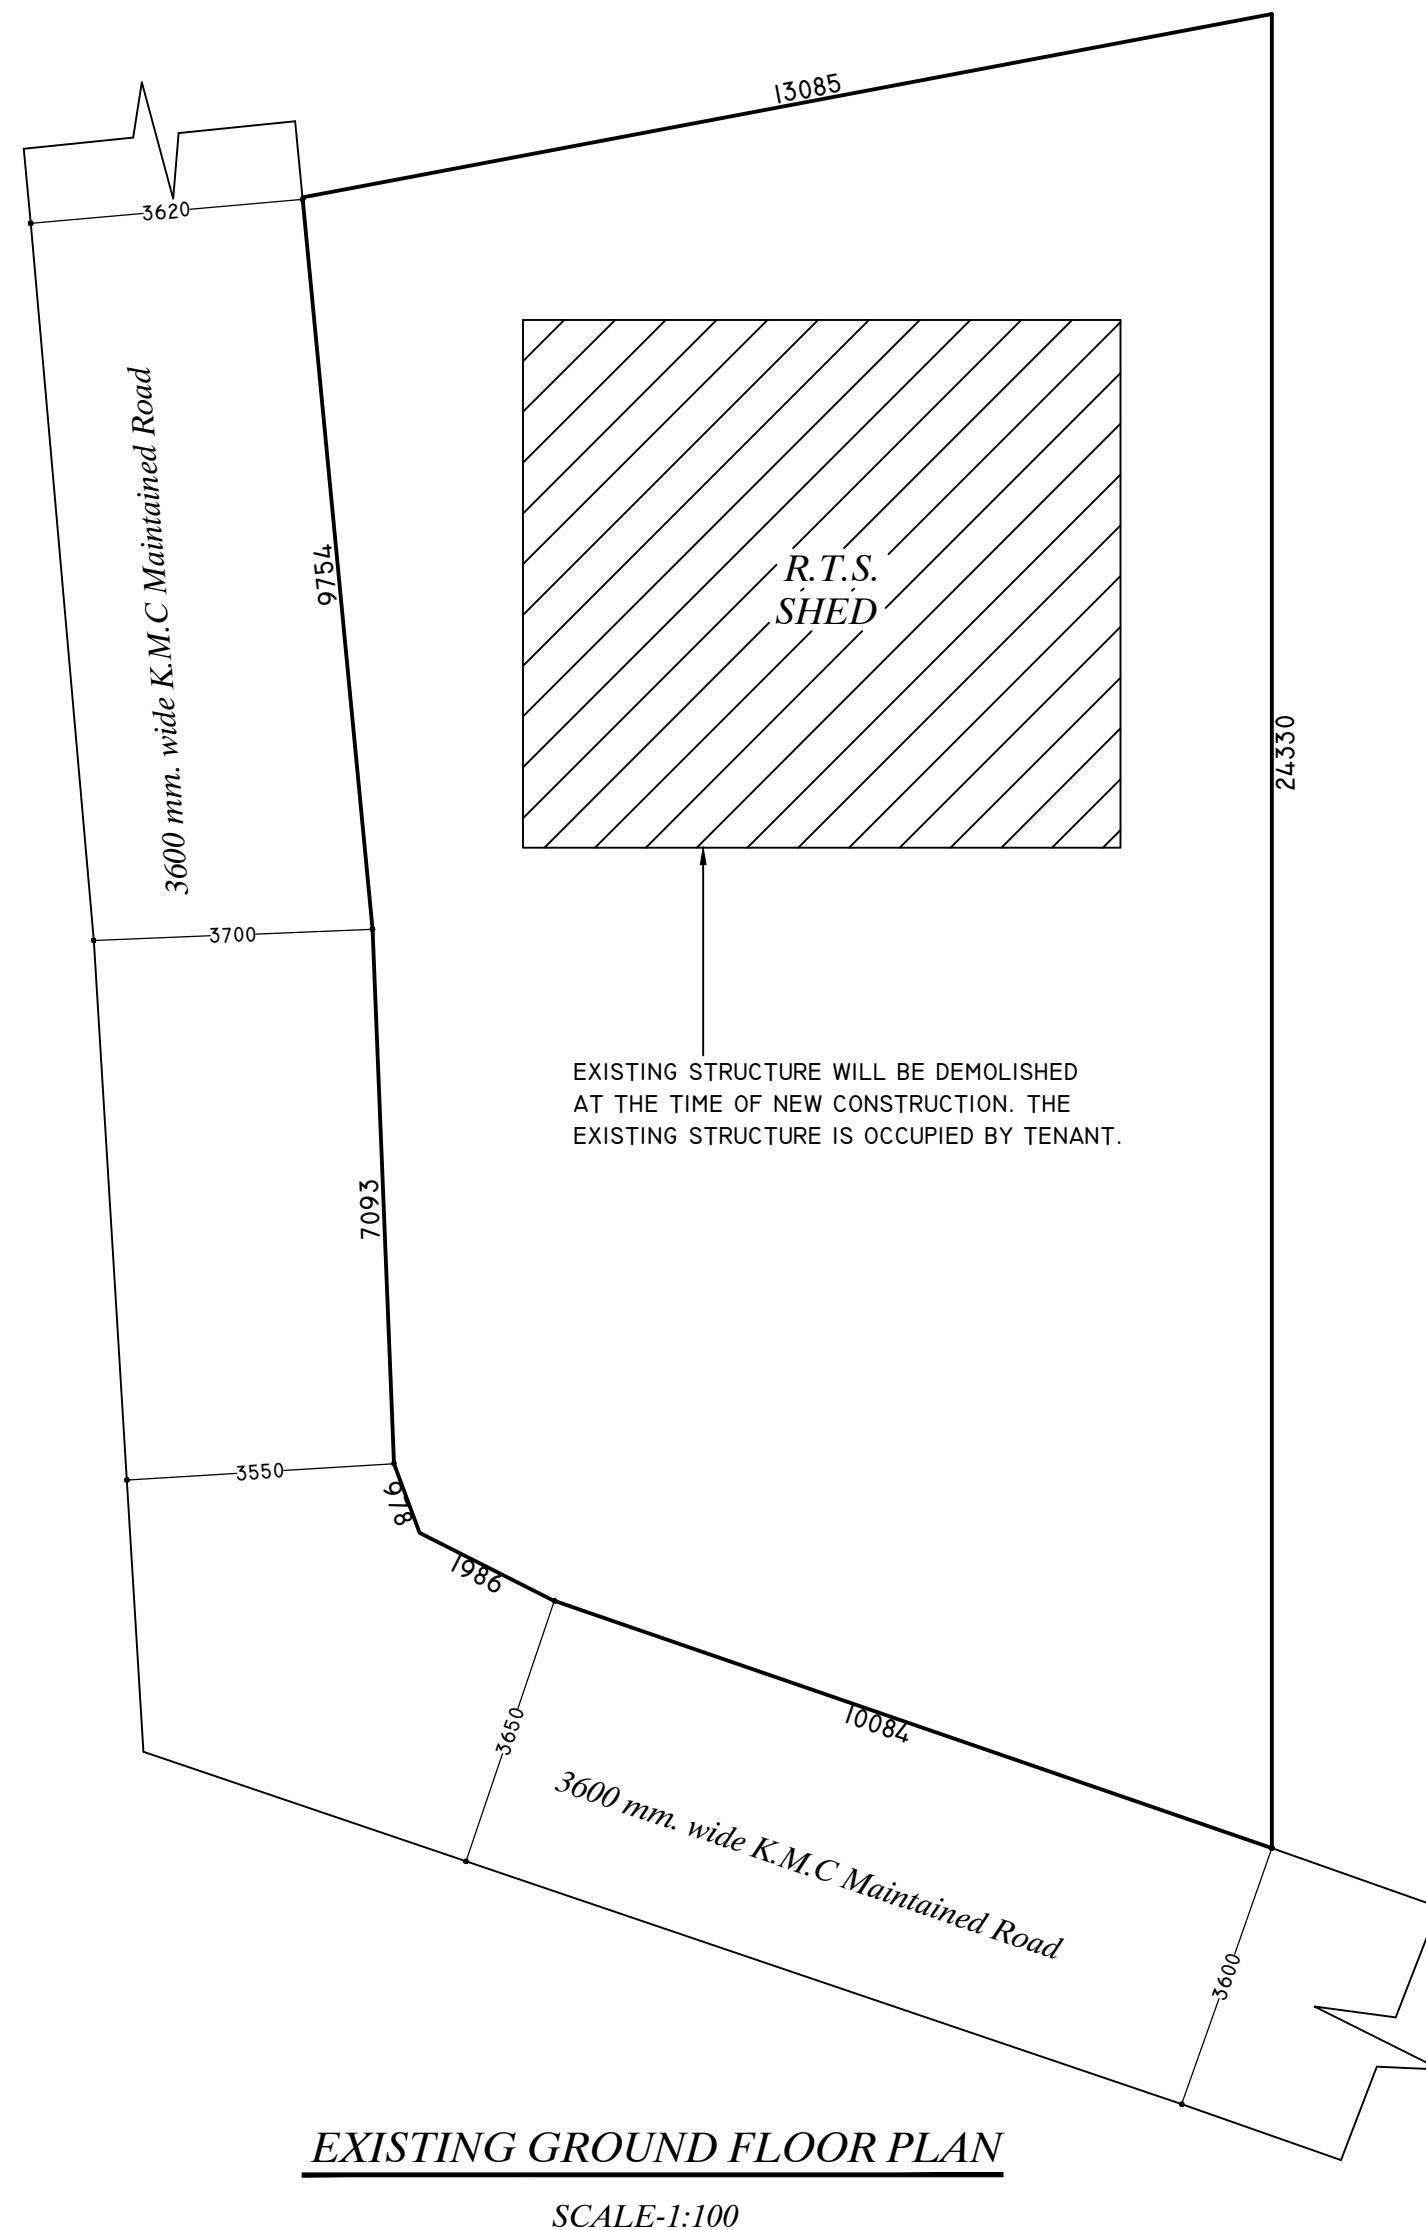 13085
3620
3600 mm. wide K.M.C Maintained Road
9754
R.T.S.
SHED
24330
3700
EXISTING STRUCTURE WILL BE DEMOLISHED
AT THE TIME OF NEW CONSTRUCTION. THE
EXISTING STRUCTURE IS OCCUPIED BY TENANT.
7093
3550
978
1986
3650
10084
3600 mm. wide K.M.C Maintained Road
3600
EXISTING GROUND FLOOR PLAN
SCALE-1:100